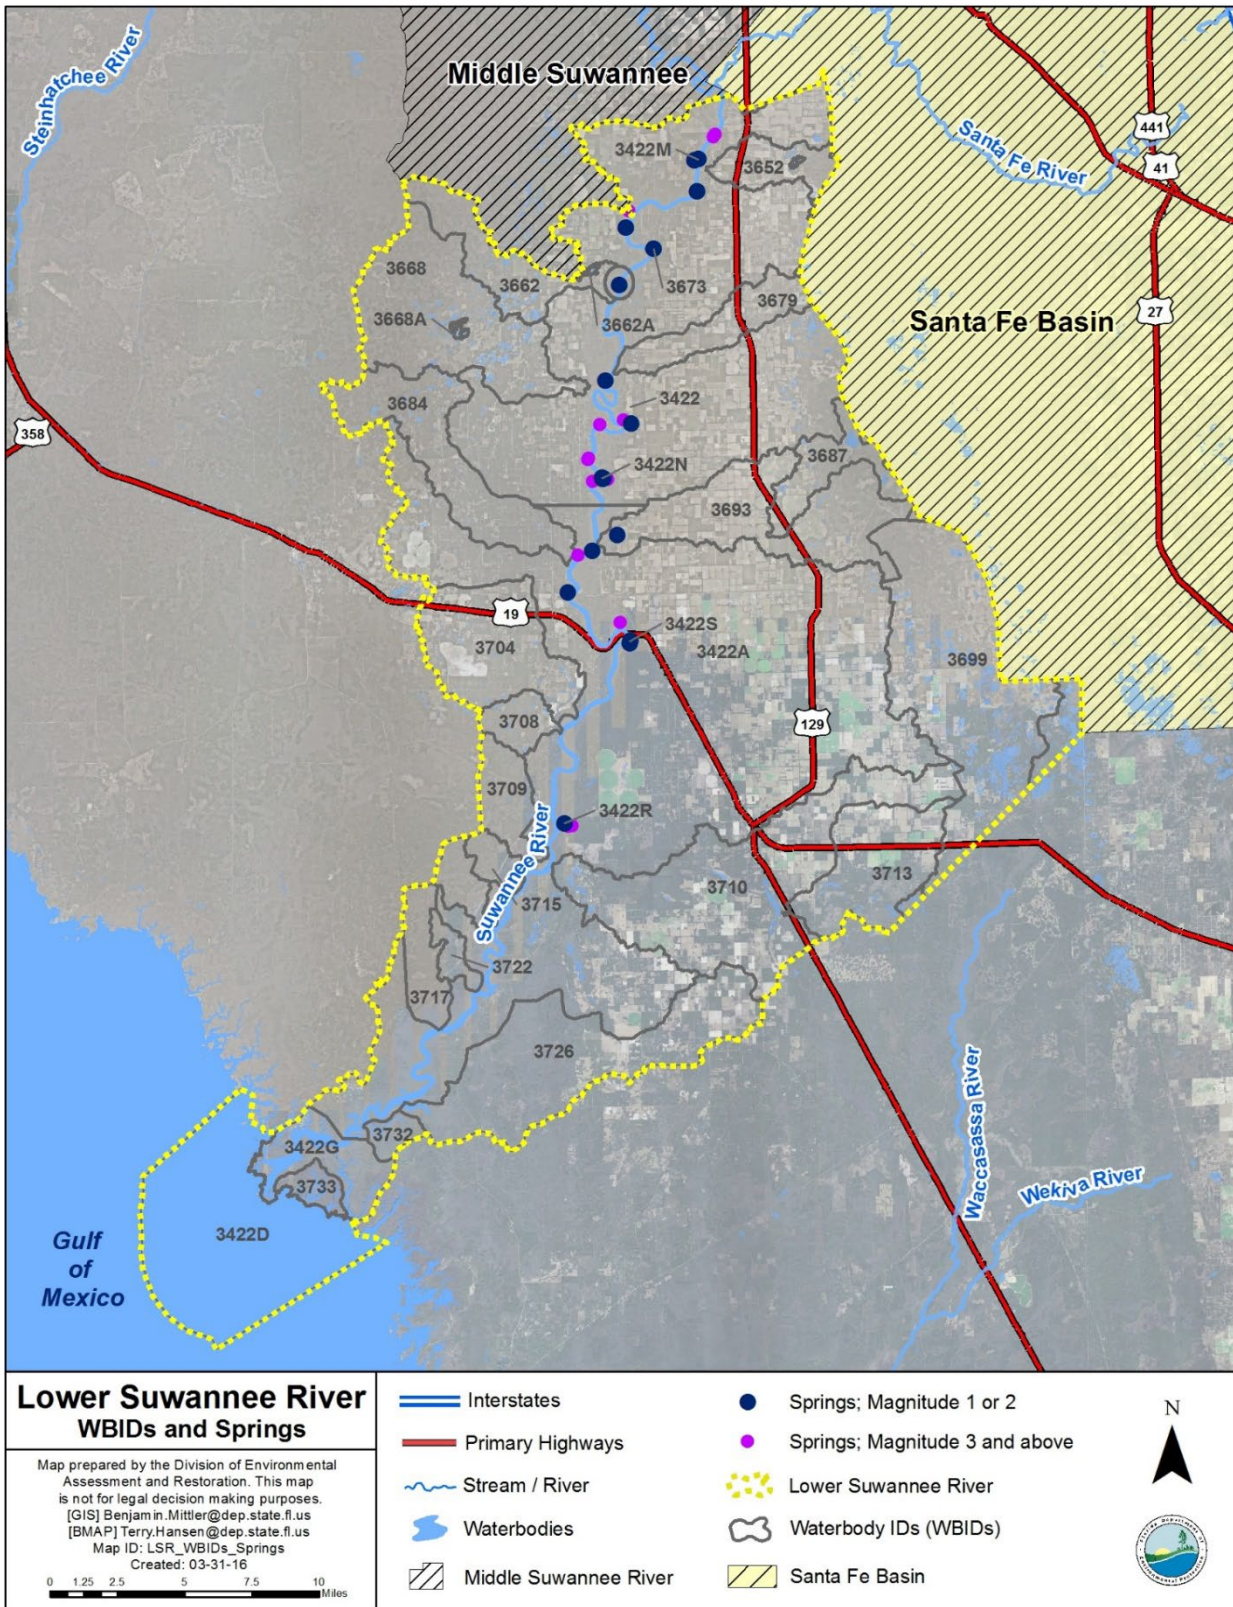 Middle Suwannee
Steinhatchee River
Santa Fe River
441
41
3422M
3652
3668
3662
3673
3679
27
3668A
3662A
Santa Fe Basin
3422
3684
358
3687
3422N
3693
19
3422S
3704
3422A
3699
3708
129
3709
3422R
Suwannee River
3710
3713
3715
3722
3717
3726
Waccasassa River
Wekiva River
3732
3422G
3733
3422D
Gulf
of
Mexico
Lower Suwannee River
WBIDs and Springs
Map prepared by the Division of Environmental
Assessment and Restoration. This map
is not for legal decision making purposes.
[GIS] Benjamin.Mittler@dep.state.fl.us
[BMAP] Terry.Hansen@dep.state.fl.us
Map ID: LSR_WBIDs_Springs
Created: 03-31-16
0 1.25 2.5 5 7.5 10
Miles
Interstates
Primary Highways
Stream / River
Waterbodies
Middle Suwannee River
Springs; Magnitude 1 or 2
Springs; Magnitude 3 and above
Lower Suwannee River
Waterbody IDs (WBIDs)
Santa Fe Basin
N